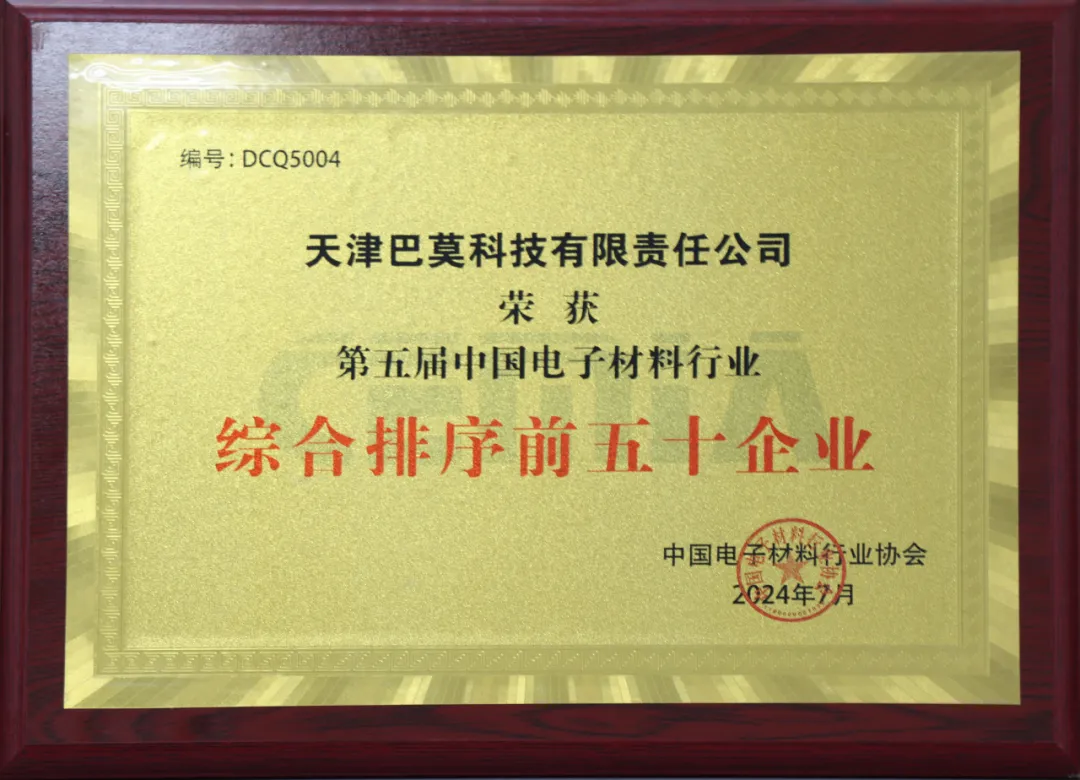 编号：DCQ5004
天津巴莫科技有限责任公司
荣 获
第五届中国电子材料行业
综合排序前五十企业
中国电子材料行业协会
2024年7月